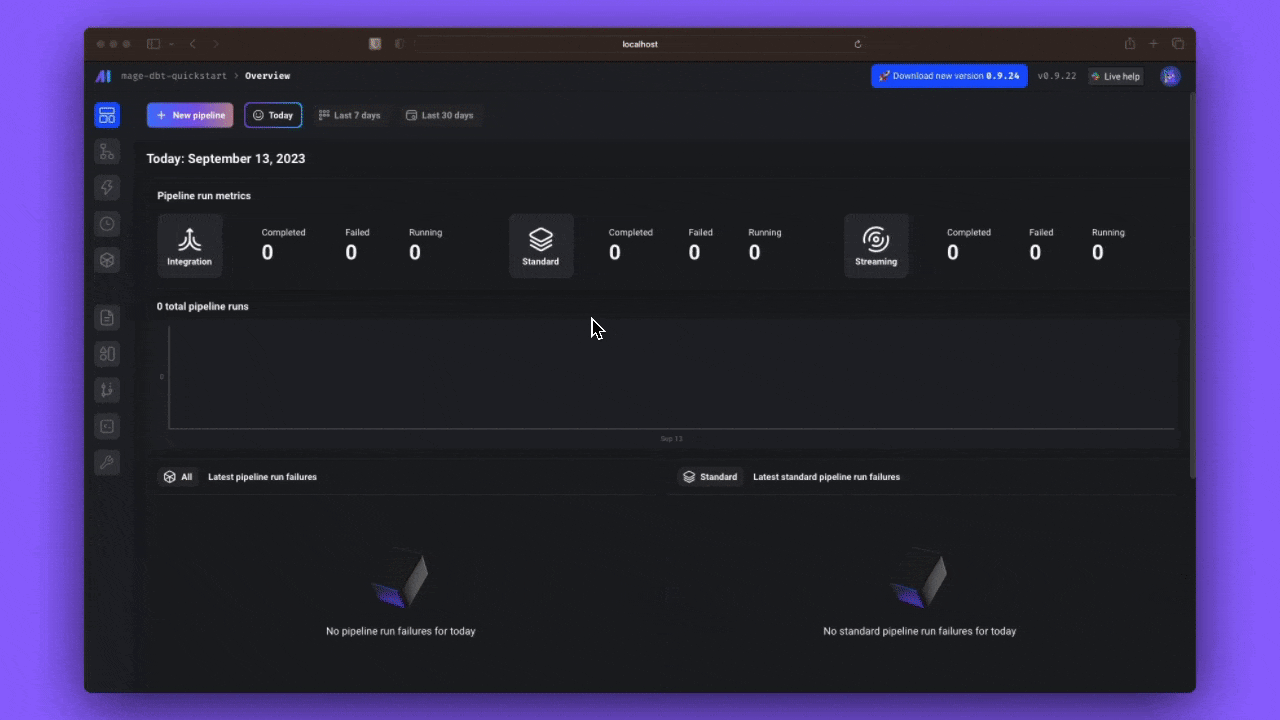 localhost
mage-dbt-quickstart > Overview
Download new version 0.9.24
v0.9.22
Live help
+ New pipeline
Today
Last 7 days
Last 30 days
Today: September 13, 2023
Pipeline run metrics
Integration
Completed
0
Failed
0
Running
0
Standard
Completed
0
Failed
0
Running
0
Streaming
Completed
0
Failed
0
Running
0
0 total pipeline runs
0
Sep 13
All
Latest pipeline run failures
Standard
Latest standard pipeline run failures
No pipeline run failures for today
No standard pipeline run failures for today